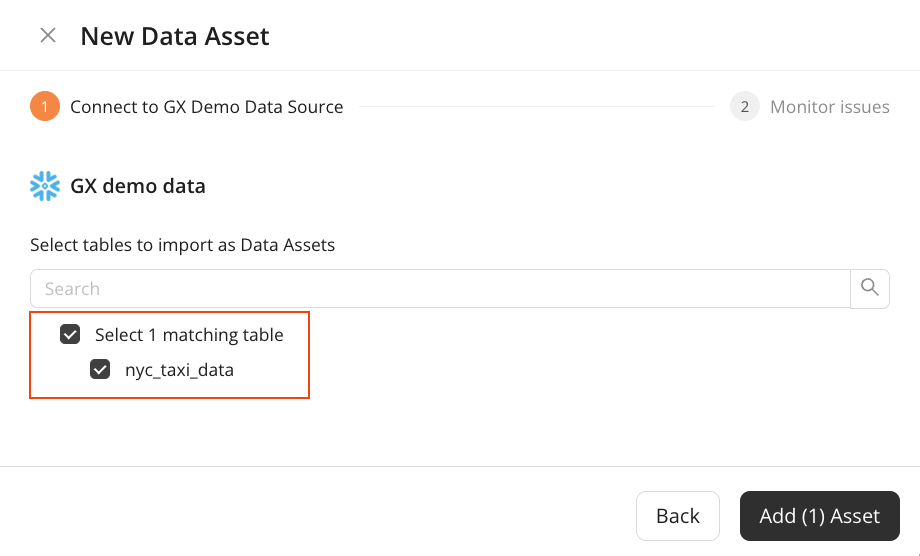 New Data Asset
1 Connect to GX Demo Data Source
2 Monitor issues
GX demo data
Select tables to import as Data Assets
Search
Select 1 matching table
nyc_taxi_data
Back
Add (1) Asset